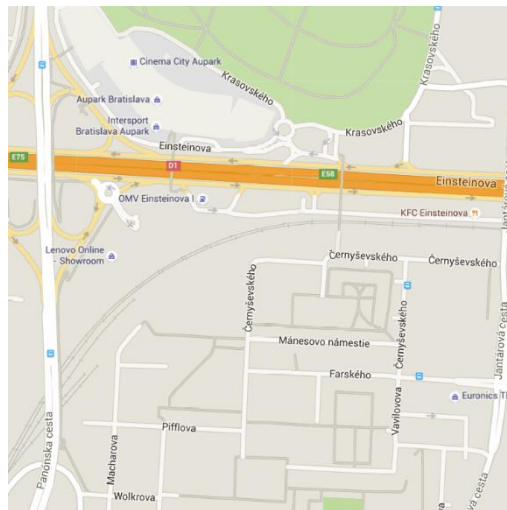 Cinema City Aupark
Krasovského
Krasovského
Aupark Bratislava
Intersport
Bratislava Aupark
Krasovského
Einsteinova
E75
D1
E58
Einsteinova
OMV Einsteinova I
KFC Einsteinova
Jantárová cesta
Lenovo Online
- Showroom
Černyševského
Černyševského
Černyševského
Černyševského
Mánesovo námestie
Jantárová cesta
Farského
Euronics
Vavilovova
Pifflova
Macharova
Panónska cesta
Wolkrova